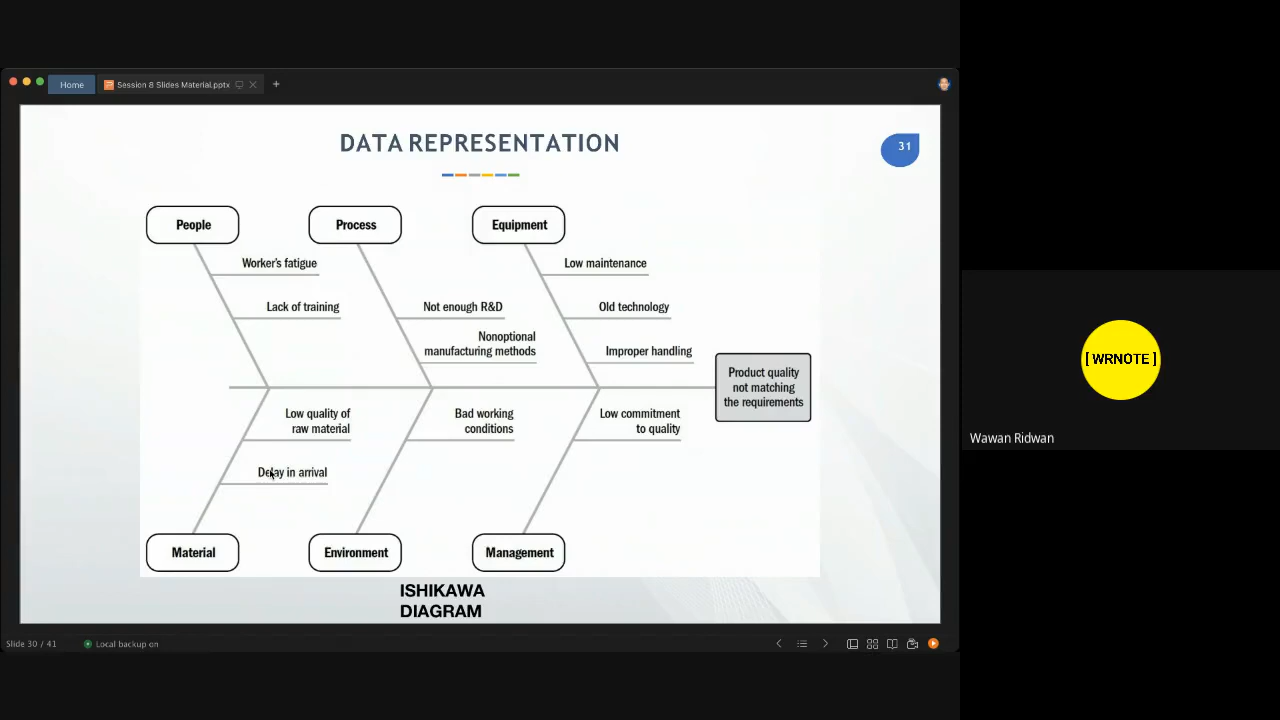 Home
Session 8 Slides Material.pptx
DATA REPRESENTATION
31
People
Process
Equipment
Worker's fatigue
Low maintenance
Lack of training
Not enough R&D
Old technology
Nonoptional
manufacturing methods
Improper handling
Product quality
not matching
the requirements
Low quality of
raw material
Bad working
conditions
Low commitment
to quality
Delay in arrival
Material
Environment
Management
ISHIKAWA
DIAGRAM
Slide 30 / 41
Local backup on
[ WRNOTE ]
Wawan Ridwan